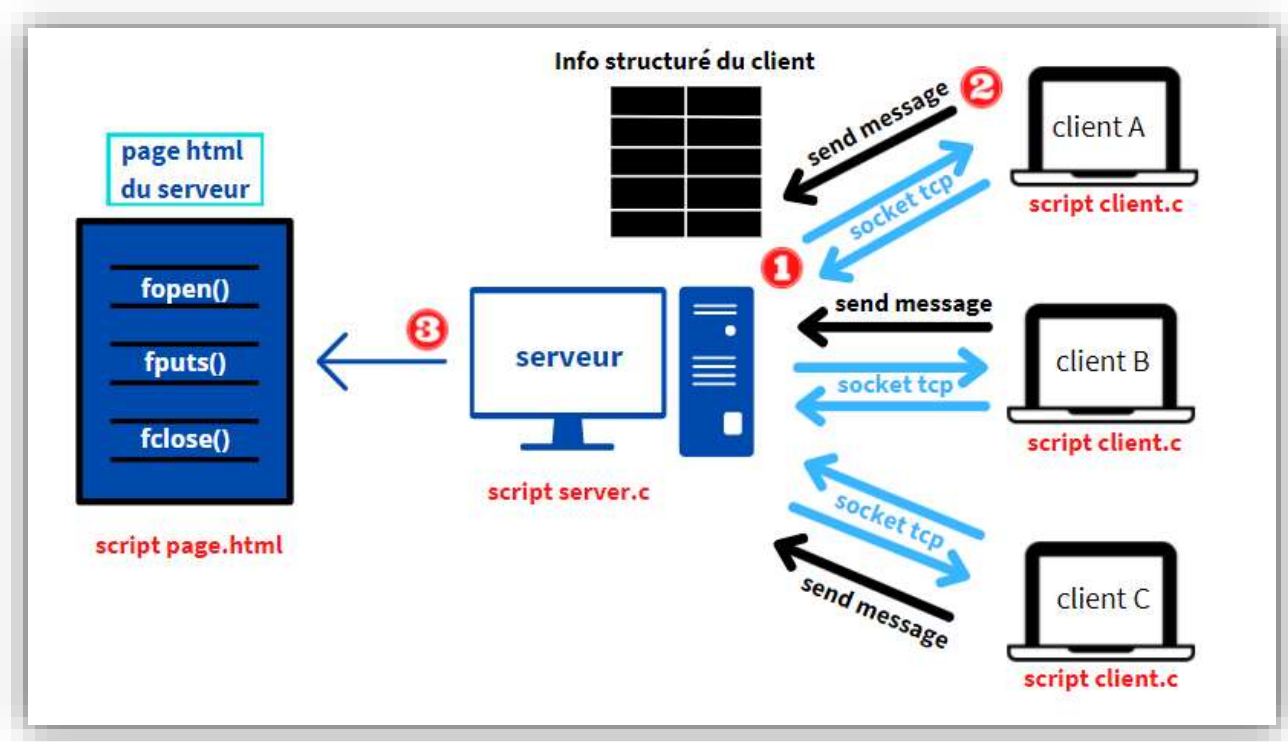 Info structuré du client
page html
du serveur
fopen()
fputs()
fclose()
script page.html
3
serveur
script server.c
1
2
send message
socket tcp
client A
script client.c
send message
socket tcp
client B
script client.c
socket tcp
send message
client C
script client.c